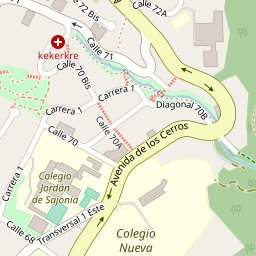 Calle 72 Bis
Calle 72A
kekerkre
Calle 71
Calle 70 Bis
Carrera 1
Carrera 1
Diagonal 70B
Calle 70A
Calle 70
Avenida de los Cerros
Colegio
Jordán
de Sajonia
Carrera 1
Transversal 1 Este
Calle 68
Colegio
Nueva